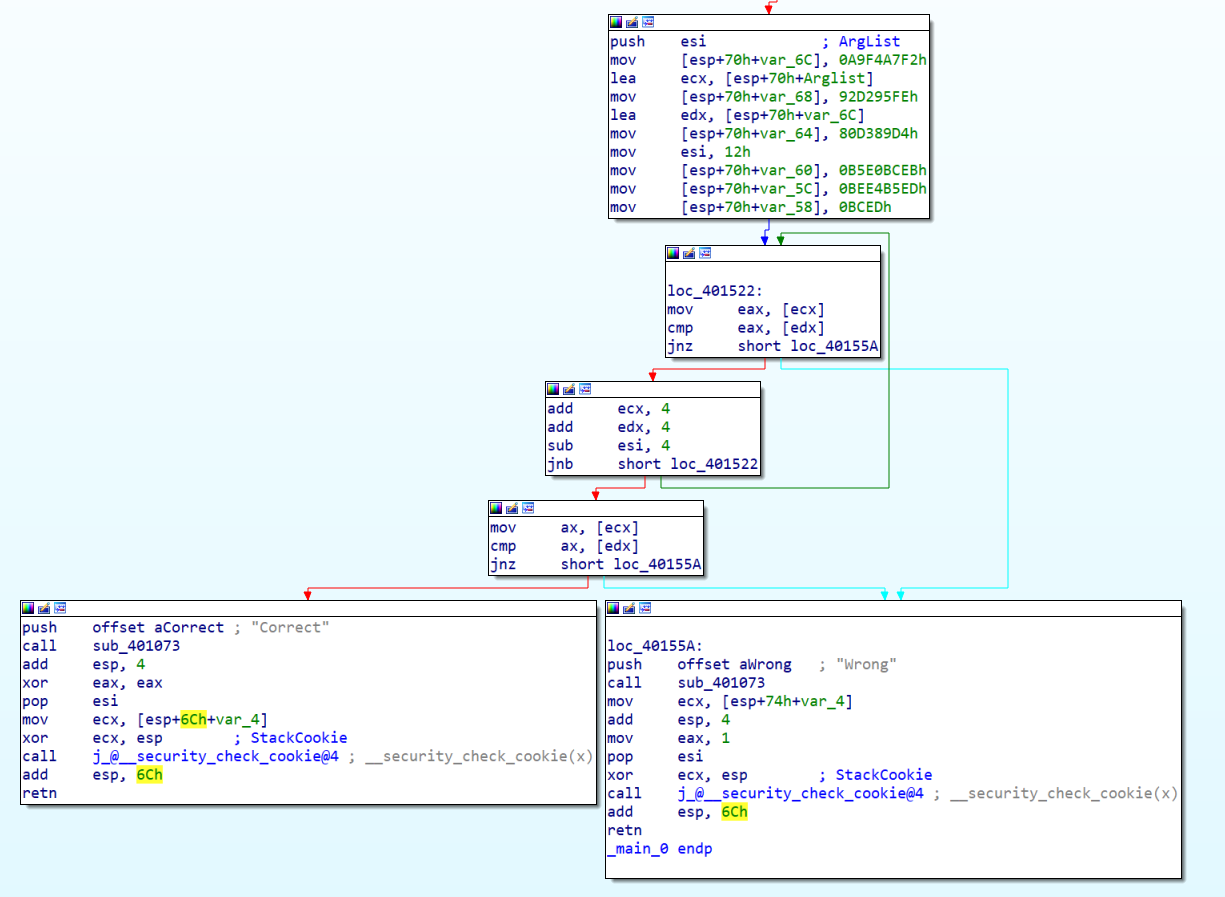 push    esi             ; ArgList
mov     [esp+70h+var_6C], 0A9F4A7F2h
lea     ecx, [esp+70h+Arglist]
mov     [esp+70h+var_68], 92D295FEh
lea     edx, [esp+70h+var_6C]
mov     [esp+70h+var_64], 80D389D4h
mov     esi, 12h
mov     [esp+70h+var_60], 0B5E0BCEBh
mov     [esp+70h+var_5C], 0BEE4B5EDh
mov     [esp+70h+var_58], 0BCEDh
loc_401522:
mov     eax, [ecx]
cmp     eax, [edx]
jnz     short loc_40155A
add     ecx, 4
add     edx, 4
sub     esi, 4
jnb     short loc_401522
mov     ax, [ecx]
cmp     ax, [edx]
jnz     short loc_40155A
push    offset aCorrect ; "Correct"
call    sub_401073
add     esp, 4
xor     eax, eax
pop     esi
mov     ecx, [esp+6Ch+var_4]
xor     ecx, esp        ; StackCookie
call    j_@__security_check_cookie@4 ; __security_check_cookie(x)
add     esp, 6Ch
retn
loc_40155A:
push    offset aWrong   ; "Wrong"
call    sub_401073
mov     ecx, [esp+74h+var_4]
add     esp, 4
mov     eax, 1
pop     esi
xor     ecx, esp        ; StackCookie
call    j_@__security_check_cookie@4 ; __security_check_cookie(x)
add     esp, 6Ch
retn
_main_0 endp